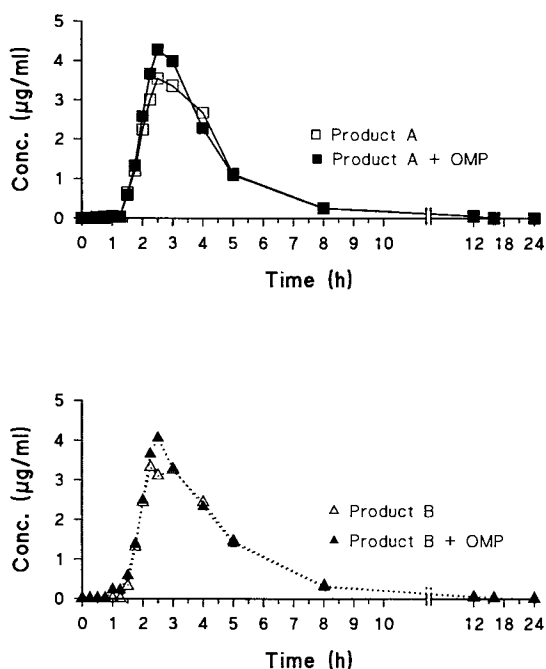 5
4
3
2
1
0
Conc. (µg/ml)
Product A
Product A + OMP
0 1 2 3 4 5 6 7 8 9 10 12 18 24
Time (h)
5
4
3
2
1
0
Conc. (µg/ml)
Product B
Product B + OMP
0 1 2 3 4 5 6 7 8 9 10 12 18 24
Time (h)